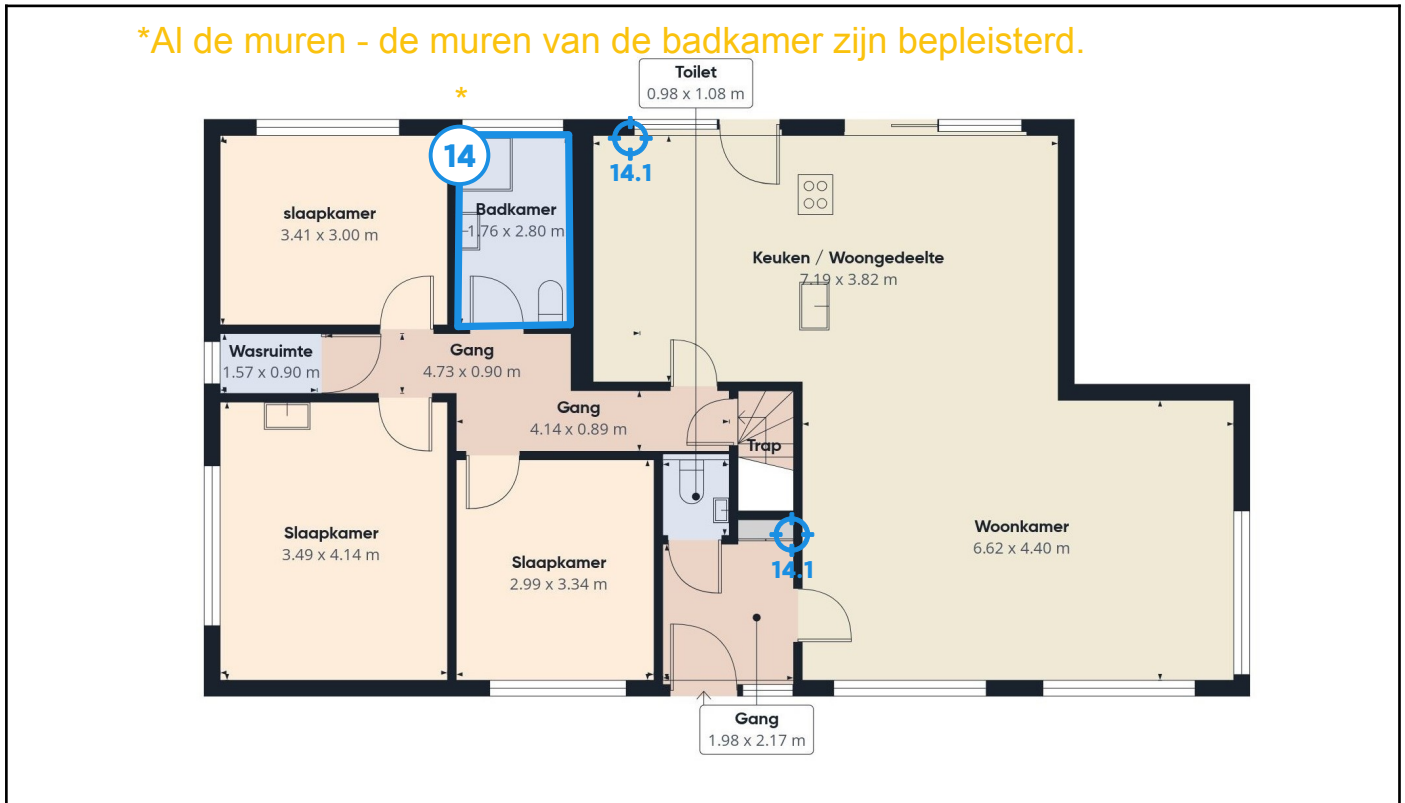 *Al de muren - de muren van de badkamer zijn bepleisterd.
Toilet
0.98 x 1.08 m
*
14
14.1
slaapkamer
3.41 x 3.00 m
Badkamer
1.76 x 2.80 m
Keuken / Woongedeelte
7.19 x 3.82 m
Wasruimte
1.57 x 0.90 m
Gang
4.73 x 0.90 m
Gang
4.14 x 0.89 m
Trap
Slaapkamer
3.49 x 4.14 m
Slaapkamer
2.99 x 3.34 m
14.1
Woonkamer
6.62 x 4.40 m
Gang
1.98 x 2.17 m